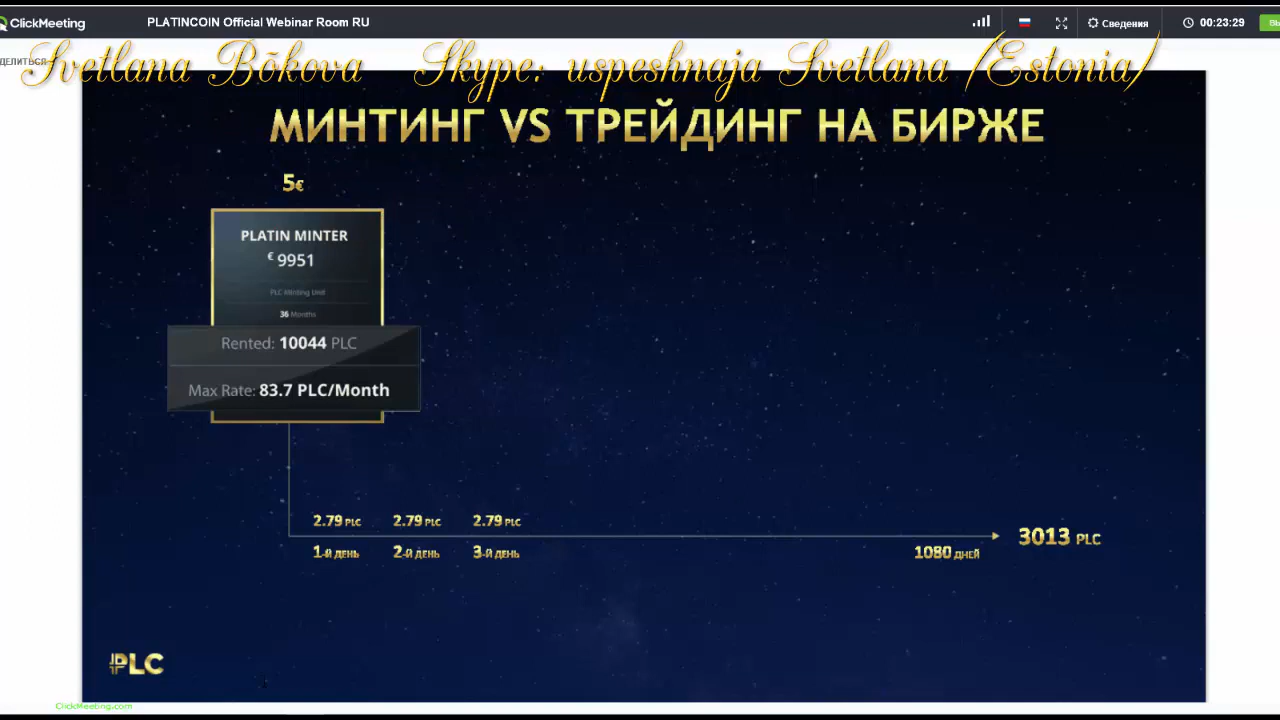 ClickMeeting
PLATINCOIN Official Webinar Room RU
Сведения
00:23:29
ДЕЛИТЬСЯ
Svetlana Bõkova Skype: uspeshnaja Svetlana (Estonia)
МИНТИНГ VS ТРЕЙДИНГ НА БИРЖЕ
5€
PLATIN MINTER
€ 9951
PLC Minting Unit
36 Months
Rented: 10044 PLC
Max Rate: 83.7 PLC/Month
2.79 PLC 2.79 PLC 2.79 PLC
1-й день 2-й день 3-й день
1080 дней
3013 PLC
PLC
ClickMeeting.com